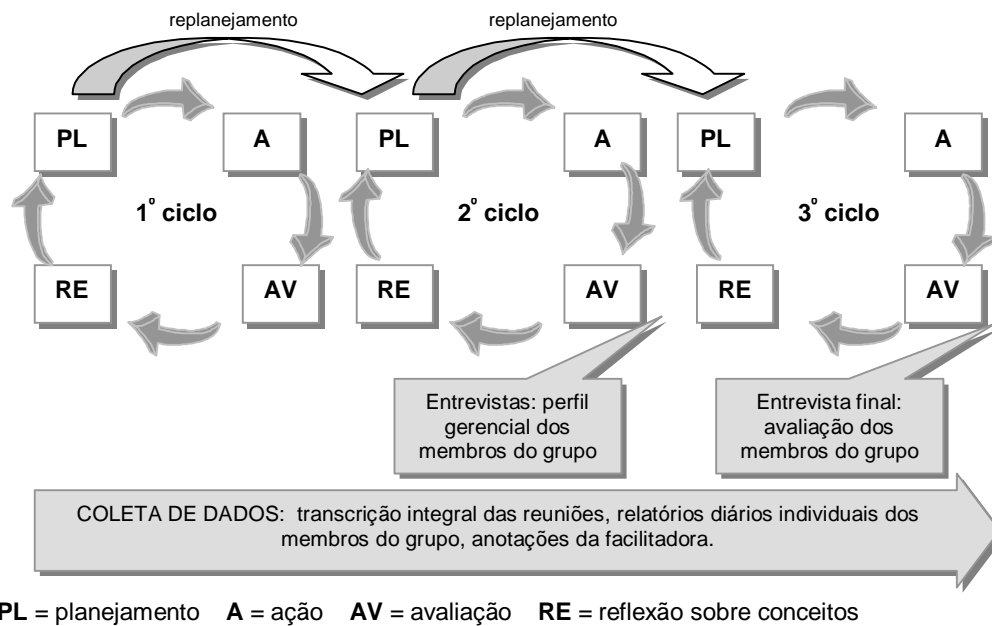 replanejamento
replanejamento
PL
A
PL
A
PL
A
1º ciclo
2º ciclo
3º ciclo
RE
AV
RE
AV
RE
AV
Entrevistas: perfil
gerencial dos
membros do grupo
Entrevista final:
avaliação dos
membros do grupo
COLETA DE DADOS: transcrição integral das reuniões, relatórios diários individuais dos
membros do grupo, anotações da facilitadora.
PL = planejamento A = ação AV = avaliação RE = reflexão sobre conceitos